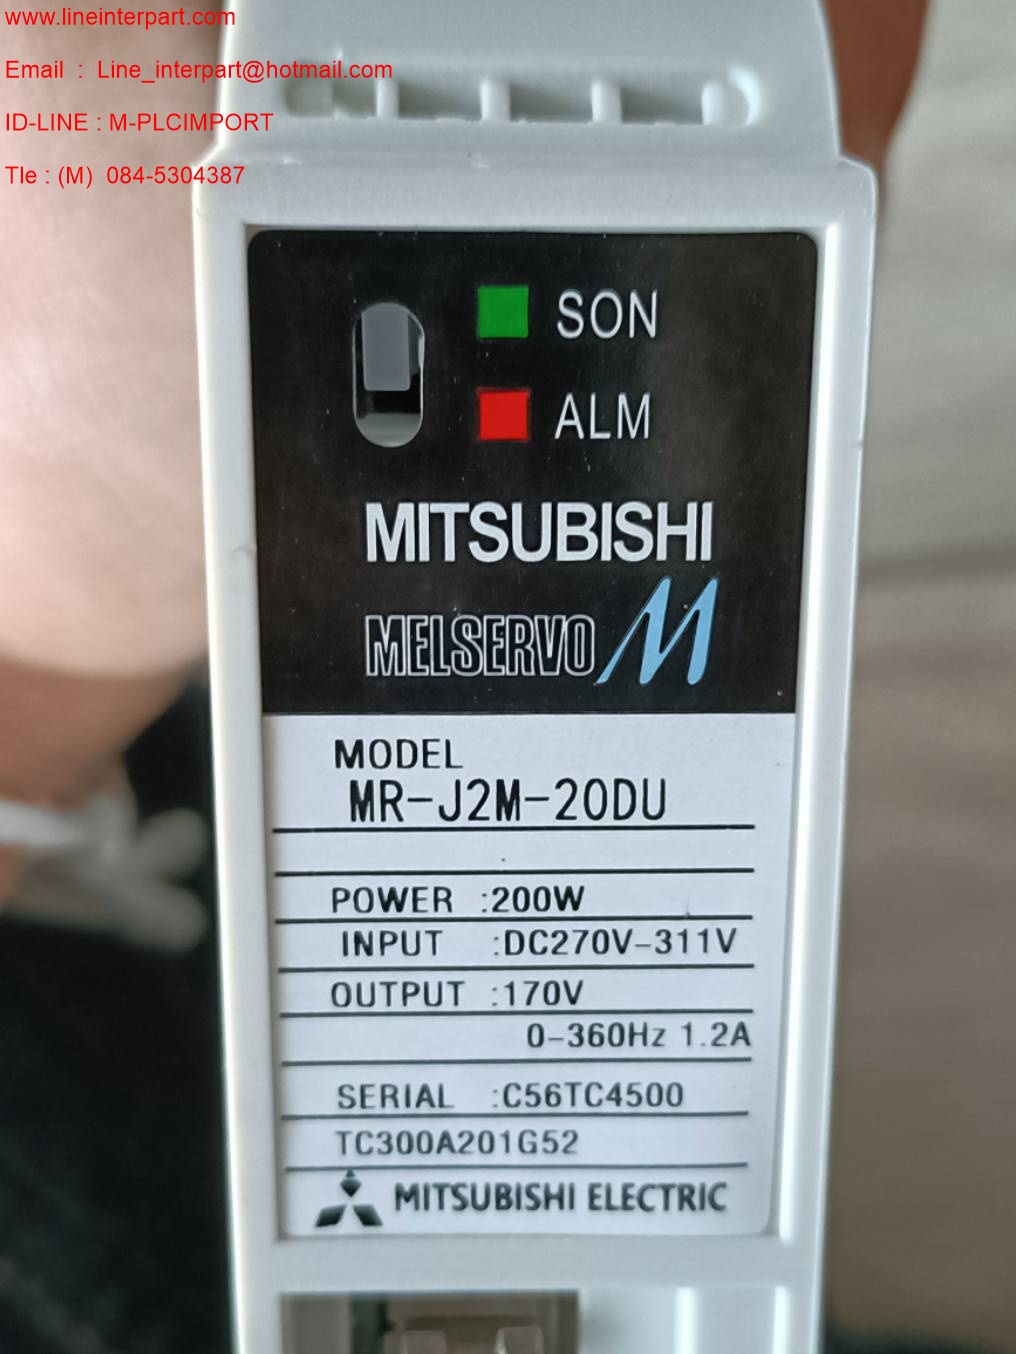 www.lineinterpart.com
Email  :  Line_interpart@hotmail.com
ID-LINE : M-PLCIMPORT
Tle : (M)  084-5304387
SON
ALM
MITSUBISHI
MELSERVO M
MODEL
MR-J2M-20DU
POWER :200W
INPUT :DC270V-311V
OUTPUT :170V
0-360Hz 1.2A
SERIAL :C56TC4500
TC300A201G52
MITSUBISHI ELECTRIC